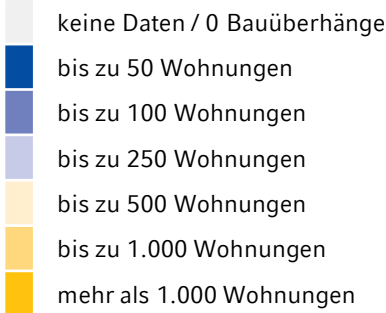 keine Daten / 0 Bauüberhänge
bis zu 50 Wohnungen
bis zu 100 Wohnungen
bis zu 250 Wohnungen
bis zu 500 Wohnungen
bis zu 1.000 Wohnungen
mehr als 1.000 Wohnungen